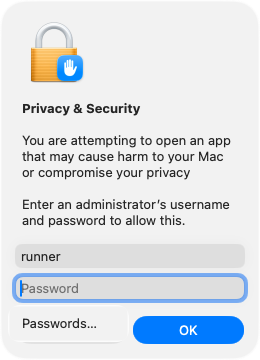 Privacy & Security
You are attempting to open an app
that may cause harm to your Mac
or compromise your privacy
Enter an administrator's username
and password to allow this.
runner
Password
Passwords...
OK